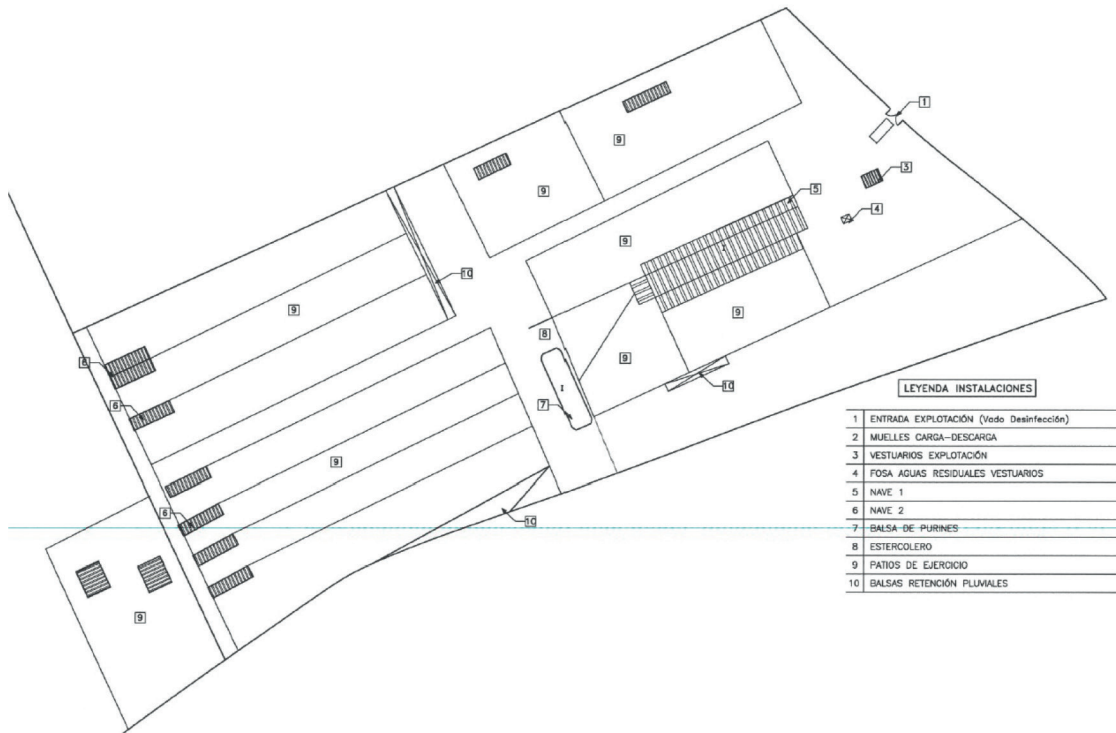 1
9
9
3
5
4
9
10
9
9
8
9
6
9
10
I
7
6
9
6
10
9
LEYENDA INSTALACIONES
1 ENTRADA EXPLOTACIÓN (Vado Desinfección)
2 MUELLES CARGA-DESCARGA
3 VESTUARIOS EXPLOTACIÓN
4 FOSA AGUAS RESIDUALES VESTUARIOS
5 NAVE 1
6 NAVE 2
7 BALSA DE PURINES
8 ESTERCOLERO
9 PATIOS DE EJERCICIO
10 BALSAS RETENCIÓN PLUVIALES